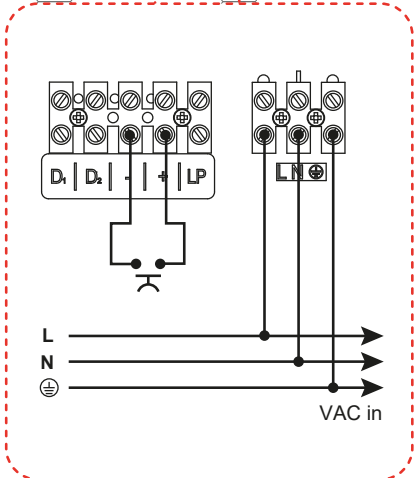 D₁ D₂ - + LP
L N ⏚
L
N
⏚
VAC in